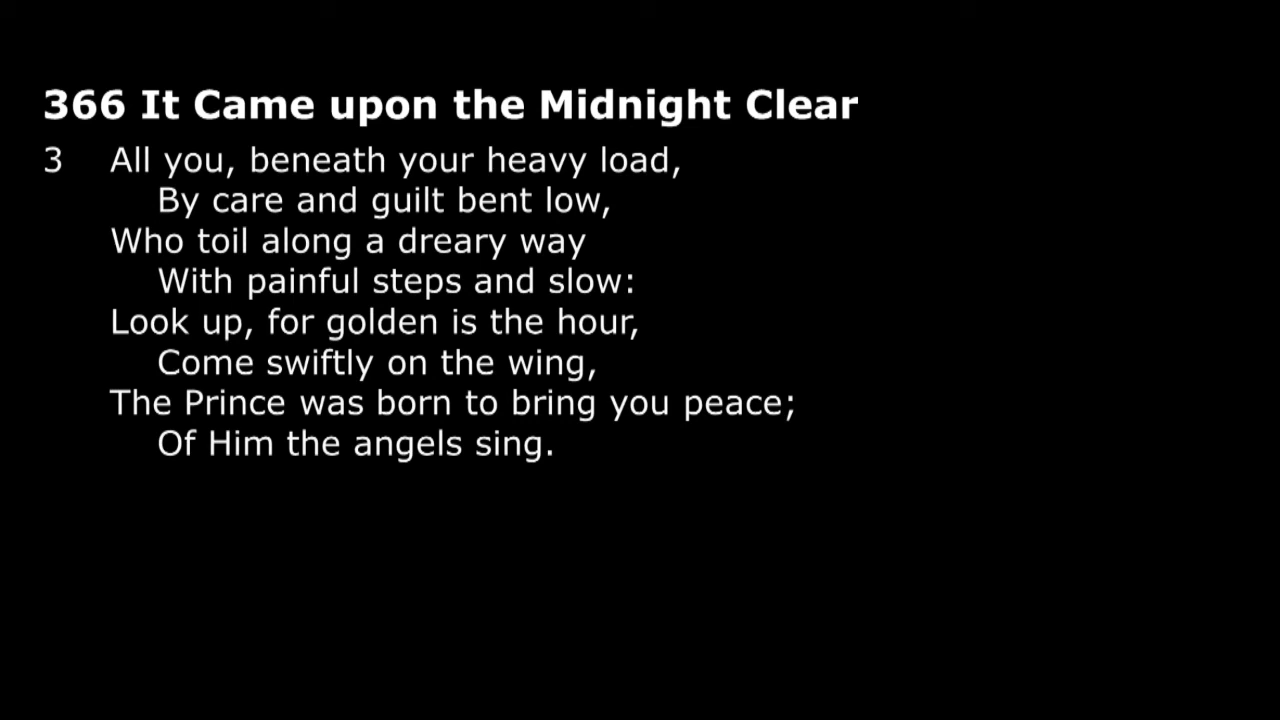 366 It Came upon the Midnight Clear
3 All you, beneath your heavy load,
By care and guilt bent low,
Who toil along a dreary way
With painful steps and slow:
Look up, for golden is the hour,
Come swiftly on the wing,
The Prince was born to bring you peace;
Of Him the angels sing.